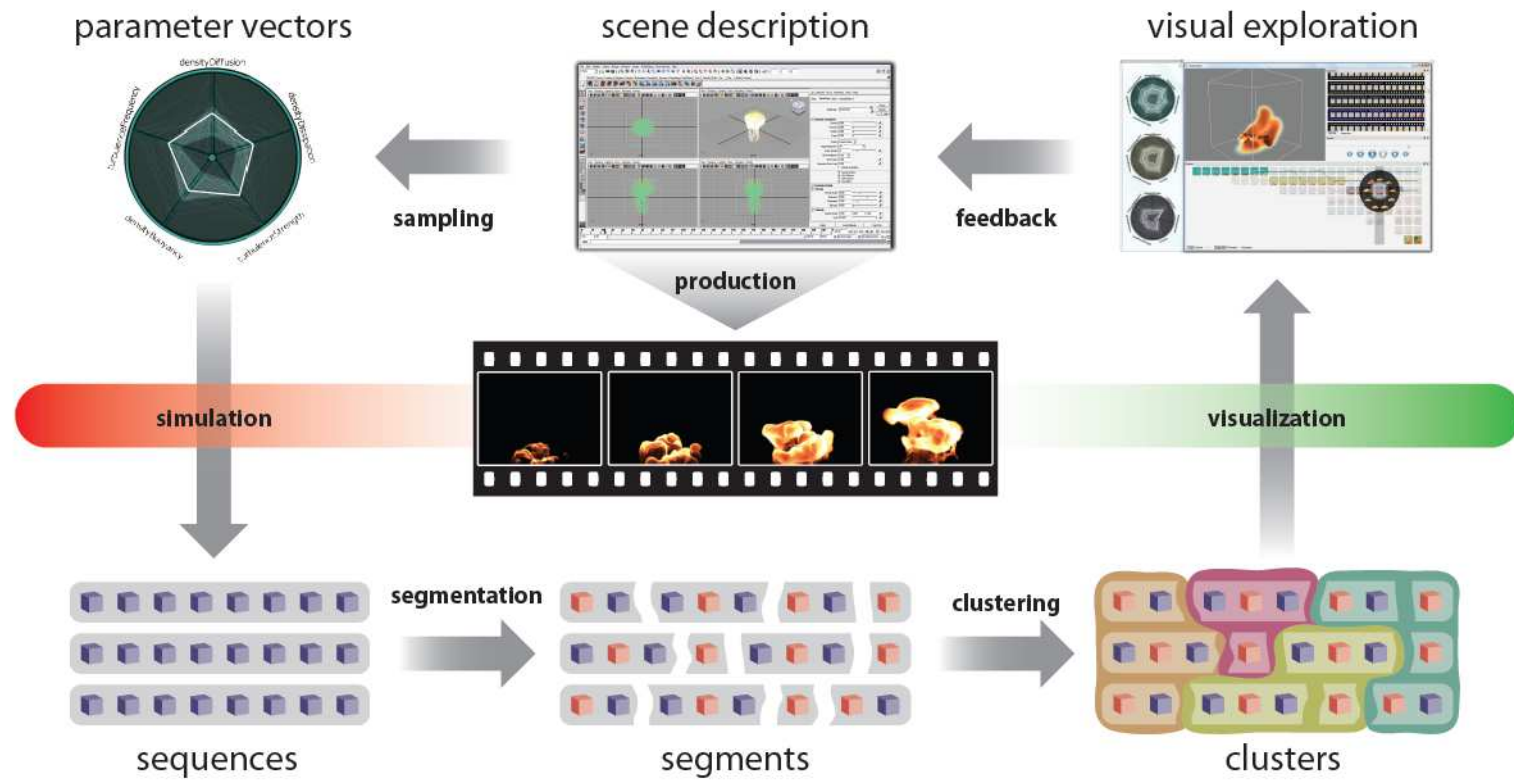 parameter vectors
scene description
visual exploration
densityDiffusion
turbulenceFrequency
densityDissipation
densityBuoyancy
turbulenceStrength
sampling
feedback
production
simulation
visualization
segmentation
clustering
sequences
segments
clusters